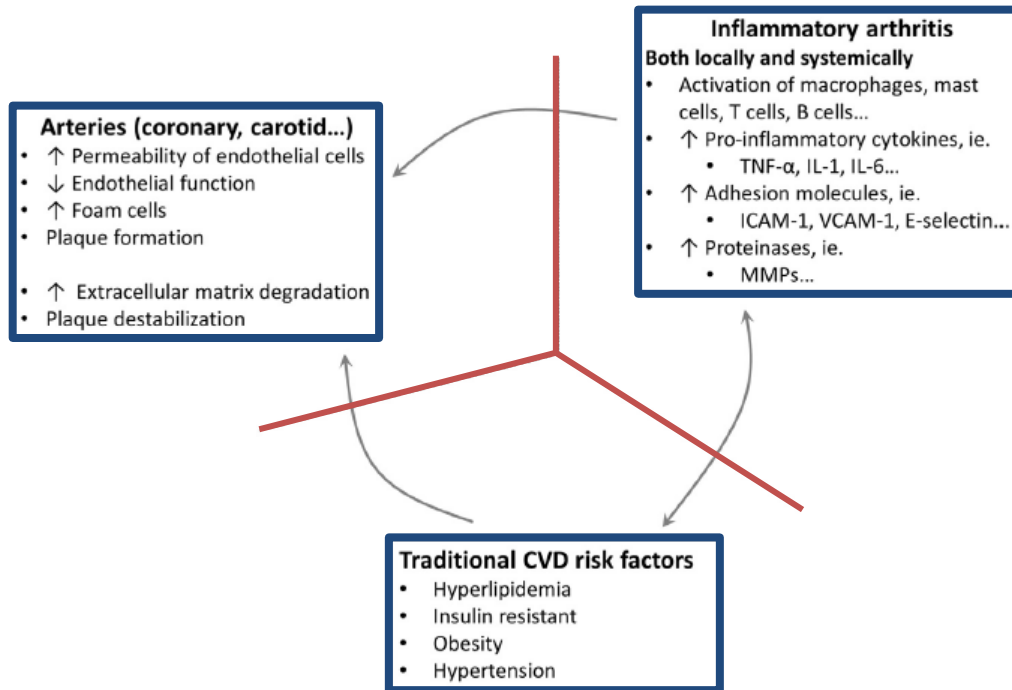 Inflammatory arthritis
Both locally and systemically
• Activation of macrophages, mast
cells, T cells, B cells...
• ↑ Pro-inflammatory cytokines, ie.
• TNF-α, IL-1, IL-6...
• ↑ Adhesion molecules, ie.
• ICAM-1, VCAM-1, E-selectin...
• ↑ Proteinases, ie.
• MMPs...
Arteries (coronary, carotid...)
• ↑ Permeability of endothelial cells
• ↓ Endothelial function
• ↑ Foam cells
• Plaque formation
• ↑ Extracellular matrix degradation
• Plaque destabilization
Traditional CVD risk factors
• Hyperlipidemia
• Insulin resistant
• Obesity
• Hypertension